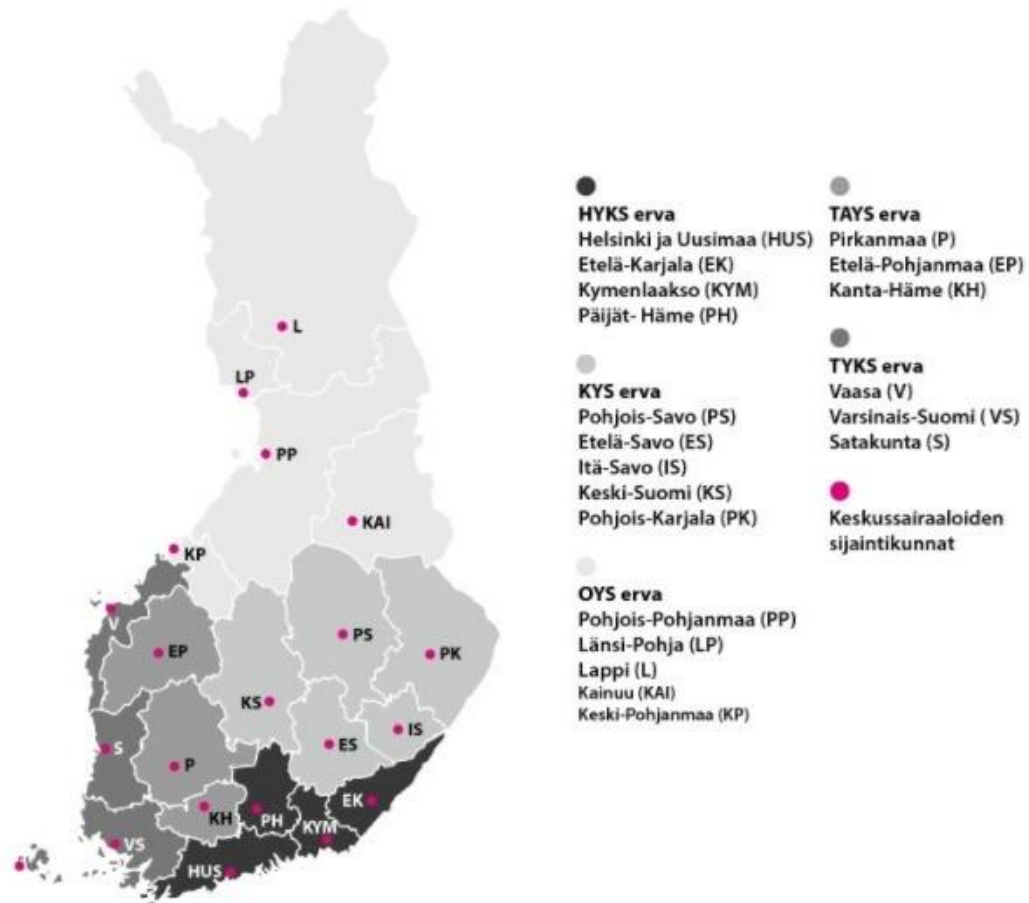 L
LP
PP
KAI
KP
V
EP
PS
PK
KS
IS
ES
S
P
EK
KH
PH
KYM
VS
HUS
HYKS erva
Helsinki ja Uusimaa (HUS)
Etelä-Karjala (EK)
Kymenlaakso (KYM)
Päijät- Häme (PH)
KYS erva
Pohjois-Savo (PS)
Etelä-Savo (ES)
Itä-Savo (IS)
Keski-Suomi (KS)
Pohjois-Karjala (PK)
OYS erva
Pohjois-Pohjanmaa (PP)
Länsi-Pohja (LP)
Lappi (L)
Kainuu (KAI)
Keski-Pohjanmaa (KP)
TAYS erva
Pirkanmaa (P)
Etelä-Pohjanmaa (EP)
Kanta-Häme (KH)
TYKS erva
Vaasa (V)
Varsinais-Suomi ( VS)
Satakunta (S)
Keskussairaaloiden
sijaintikunnat